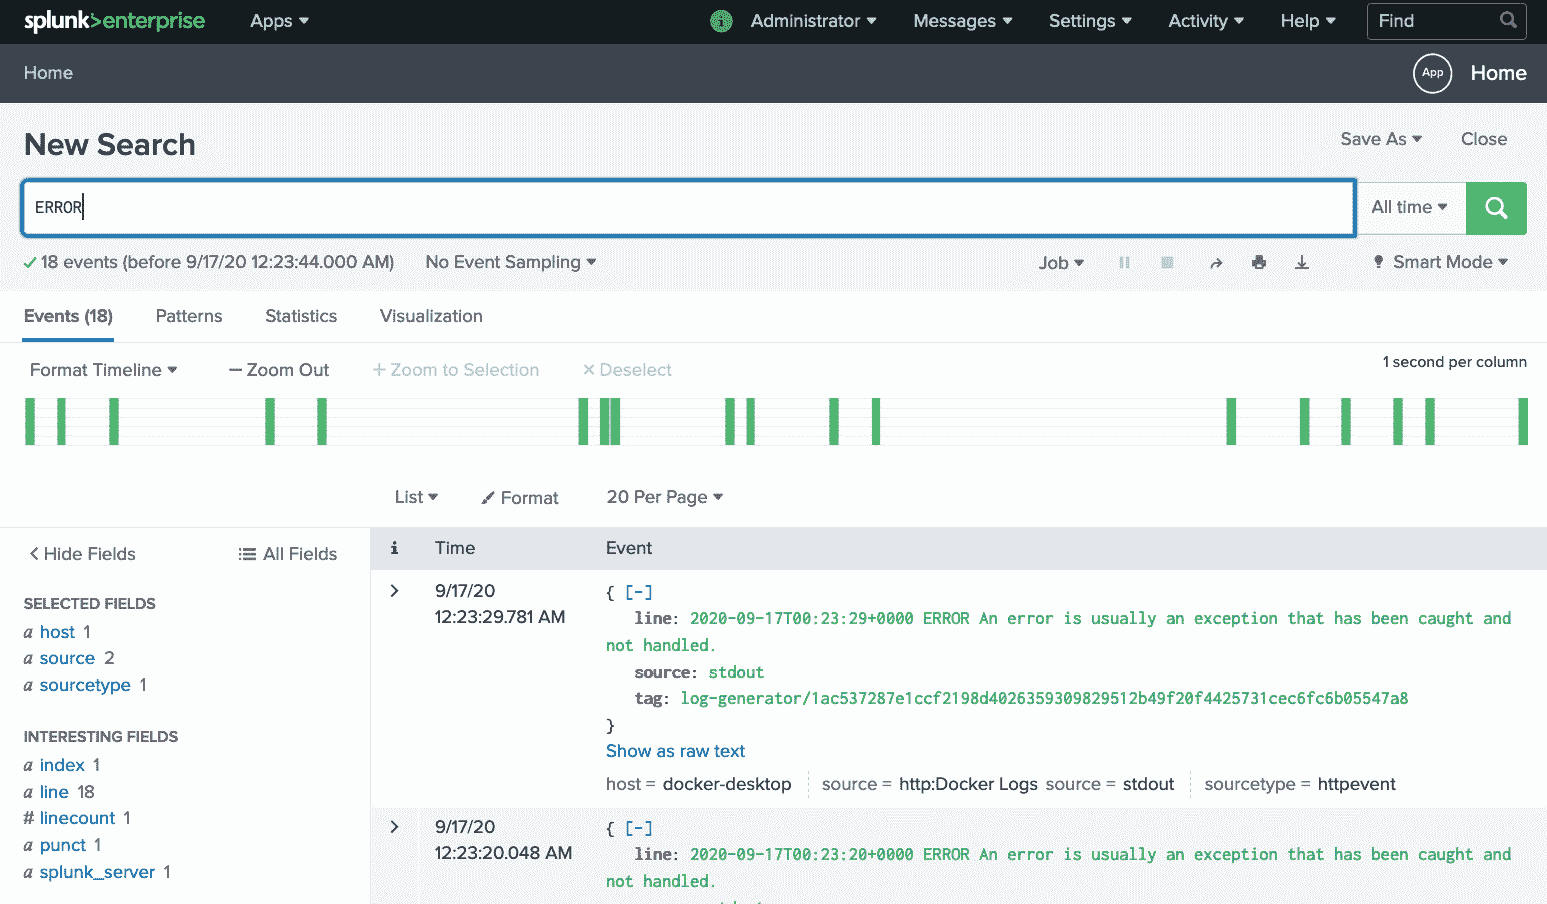 splunk>enterprise Apps Administrator Messages Settings Activity Help Find
Home App Home
New Search Save As Close
ERROR All time
18 events (before 9/17/20 12:23:44.000 AM) No Event Sampling Job Smart Mode
Events (18) Patterns Statistics Visualization
Format Timeline — Zoom Out + Zoom to Selection × Deselect 1 second per column
List Format 20 Per Page
< Hide Fields All Fields
i Time Event
SELECTED FIELDS
a host 1
a source 2
a sourcetype 1
INTERESTING FIELDS
a index 1
a line 18
# linecount 1
a punct 1
a splunk_server 1
> 9/17/20 12:23:29.781 AM
{ [-]
line: 2020-09-17T00:23:29+0000 ERROR An error is usually an exception that has been caught and
not handled.
source: stdout
tag: log-generator/1ac537287e1ccf2198d4026359309829512b49f20f4425731cec6fc6b05547a8
}
Show as raw text
host = docker-desktop source = http:Docker Logs source = stdout sourcetype = httpevent
> 9/17/20 12:23:20.048 AM
{ [-]
line: 2020-09-17T00:23:20+0000 ERROR An error is usually an exception that has been caught and
not handled.